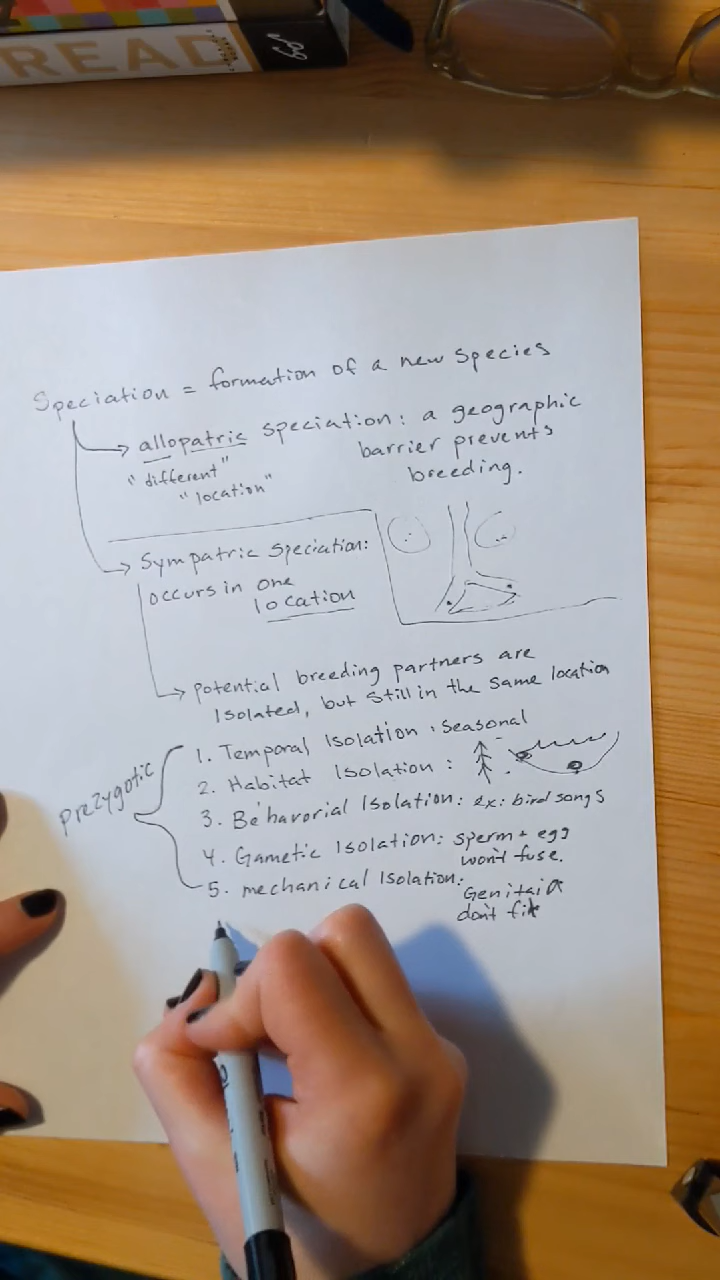 READ
Speciation = formation of a new species
allopatric speciation: a geographic
"different"
"location"
barrier prevents
breeding.
Sympatric Speciation:
occurs in one
location
potential breeding partners are
Isolated, but still in the same location
prezygotic
1. Temporal Isolation : Seasonal
2. Habitat Isolation :
3. Behavorial Isolation: ex: bird songs
4. Gametic Isolation: sperm + egg
won't fuse.
5. mechanical Isolation:
Genitaia
don't fit